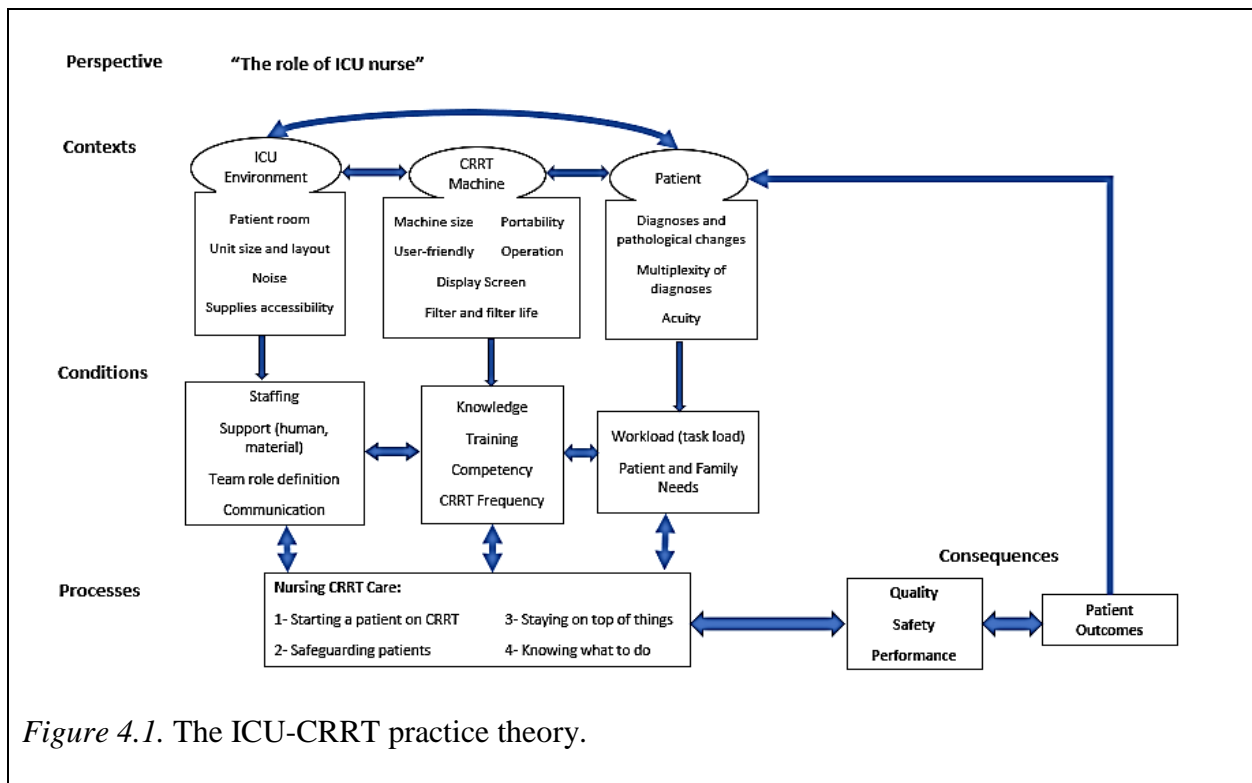 Perspective "The role of ICU nurse"
Contexts
ICU
Environment
CRRT
Machine
Patient
Patient room
Unit size and layout
Noise
Supplies accessibility
Machine size Portability
User-friendly Operation
Display Screen
Filter and filter life
Diagnoses and
pathological changes
Multiplexity of
diagnoses
Acuity
Conditions
Staffing
Support (human,
material)
Team role definition
Communication
Knowledge
Training
Competency
CRRT Frequency
Workload (task load)
Patient and Family
Needs
Processes
Nursing CRRT Care:
1- Starting a patient on CRRT 3- Staying on top of things
2- Safeguarding patients 4- Knowing what to do
Consequences
Quality
Safety
Performance
Patient
Outcomes
Figure 4.1. The ICU-CRRT practice theory.